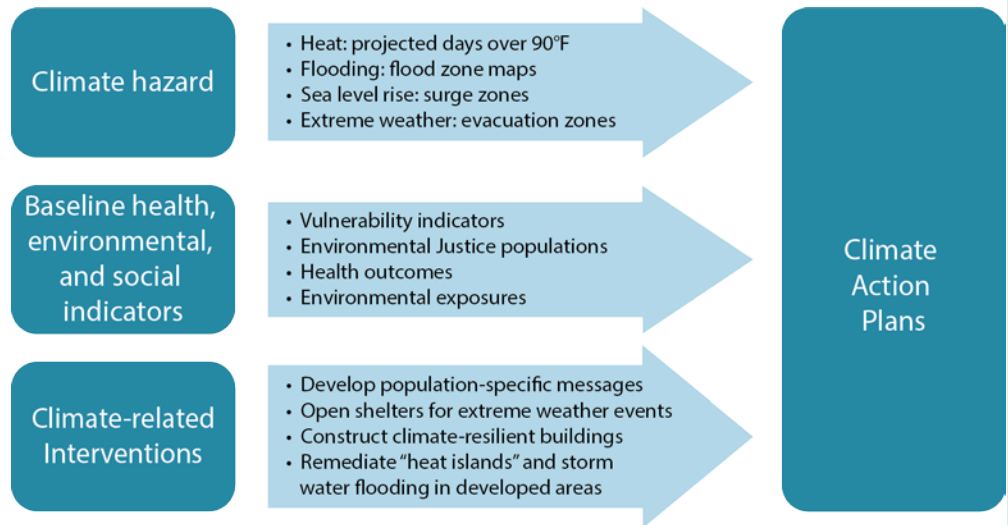 Climate hazard
• Heat: projected days over 90°F
• Flooding: flood zone maps
• Sea level rise: surge zones
• Extreme weather: evacuation zones
Baseline health,
environmental,
and social
indicators
• Vulnerability indicators
• Environmental Justice populations
• Health outcomes
• Environmental exposures
Climate-related
Interventions
• Develop population-specific messages
• Open shelters for extreme weather events
• Construct climate-resilient buildings
• Remediate “heat islands” and storm
water flooding in developed areas
Climate
Action
Plans